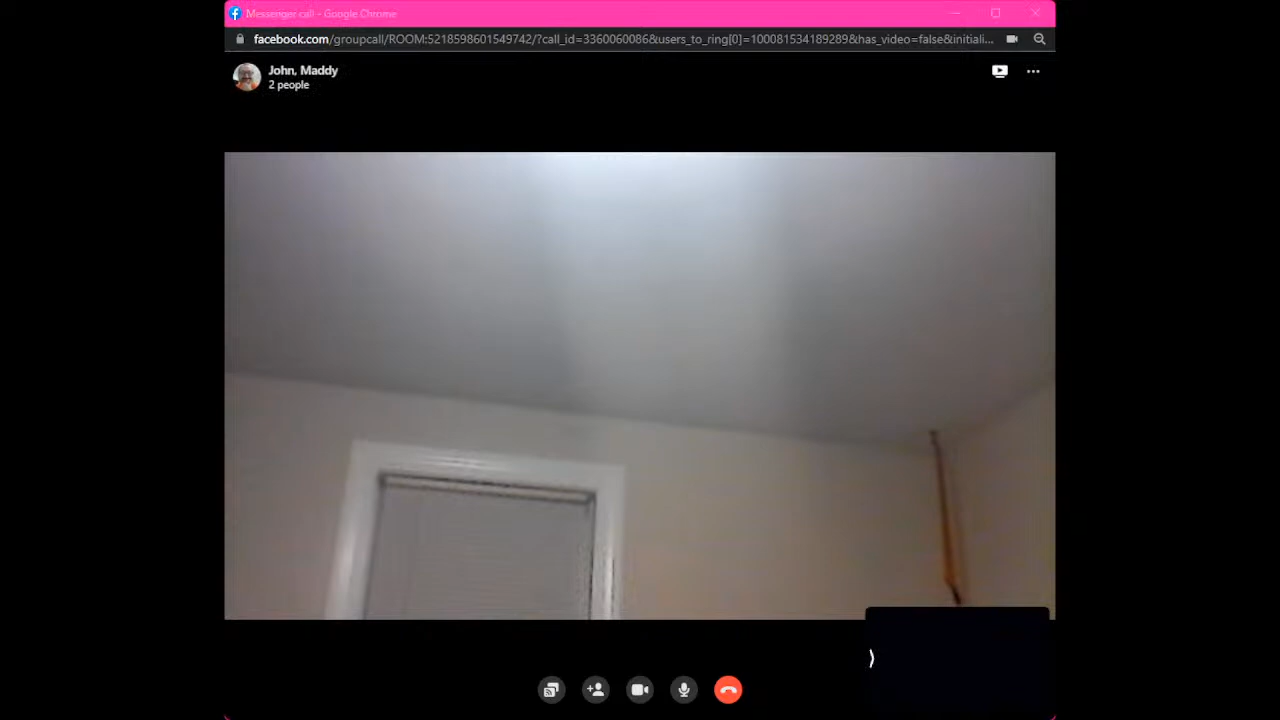 Messenger call - Google Chrome
facebook.com/groupcall/ROOM:5218598601549742/?call_id=3360060086&users_to_ring[0]=100081534189289&has_video=false&initiali...
John, Maddy
2 people